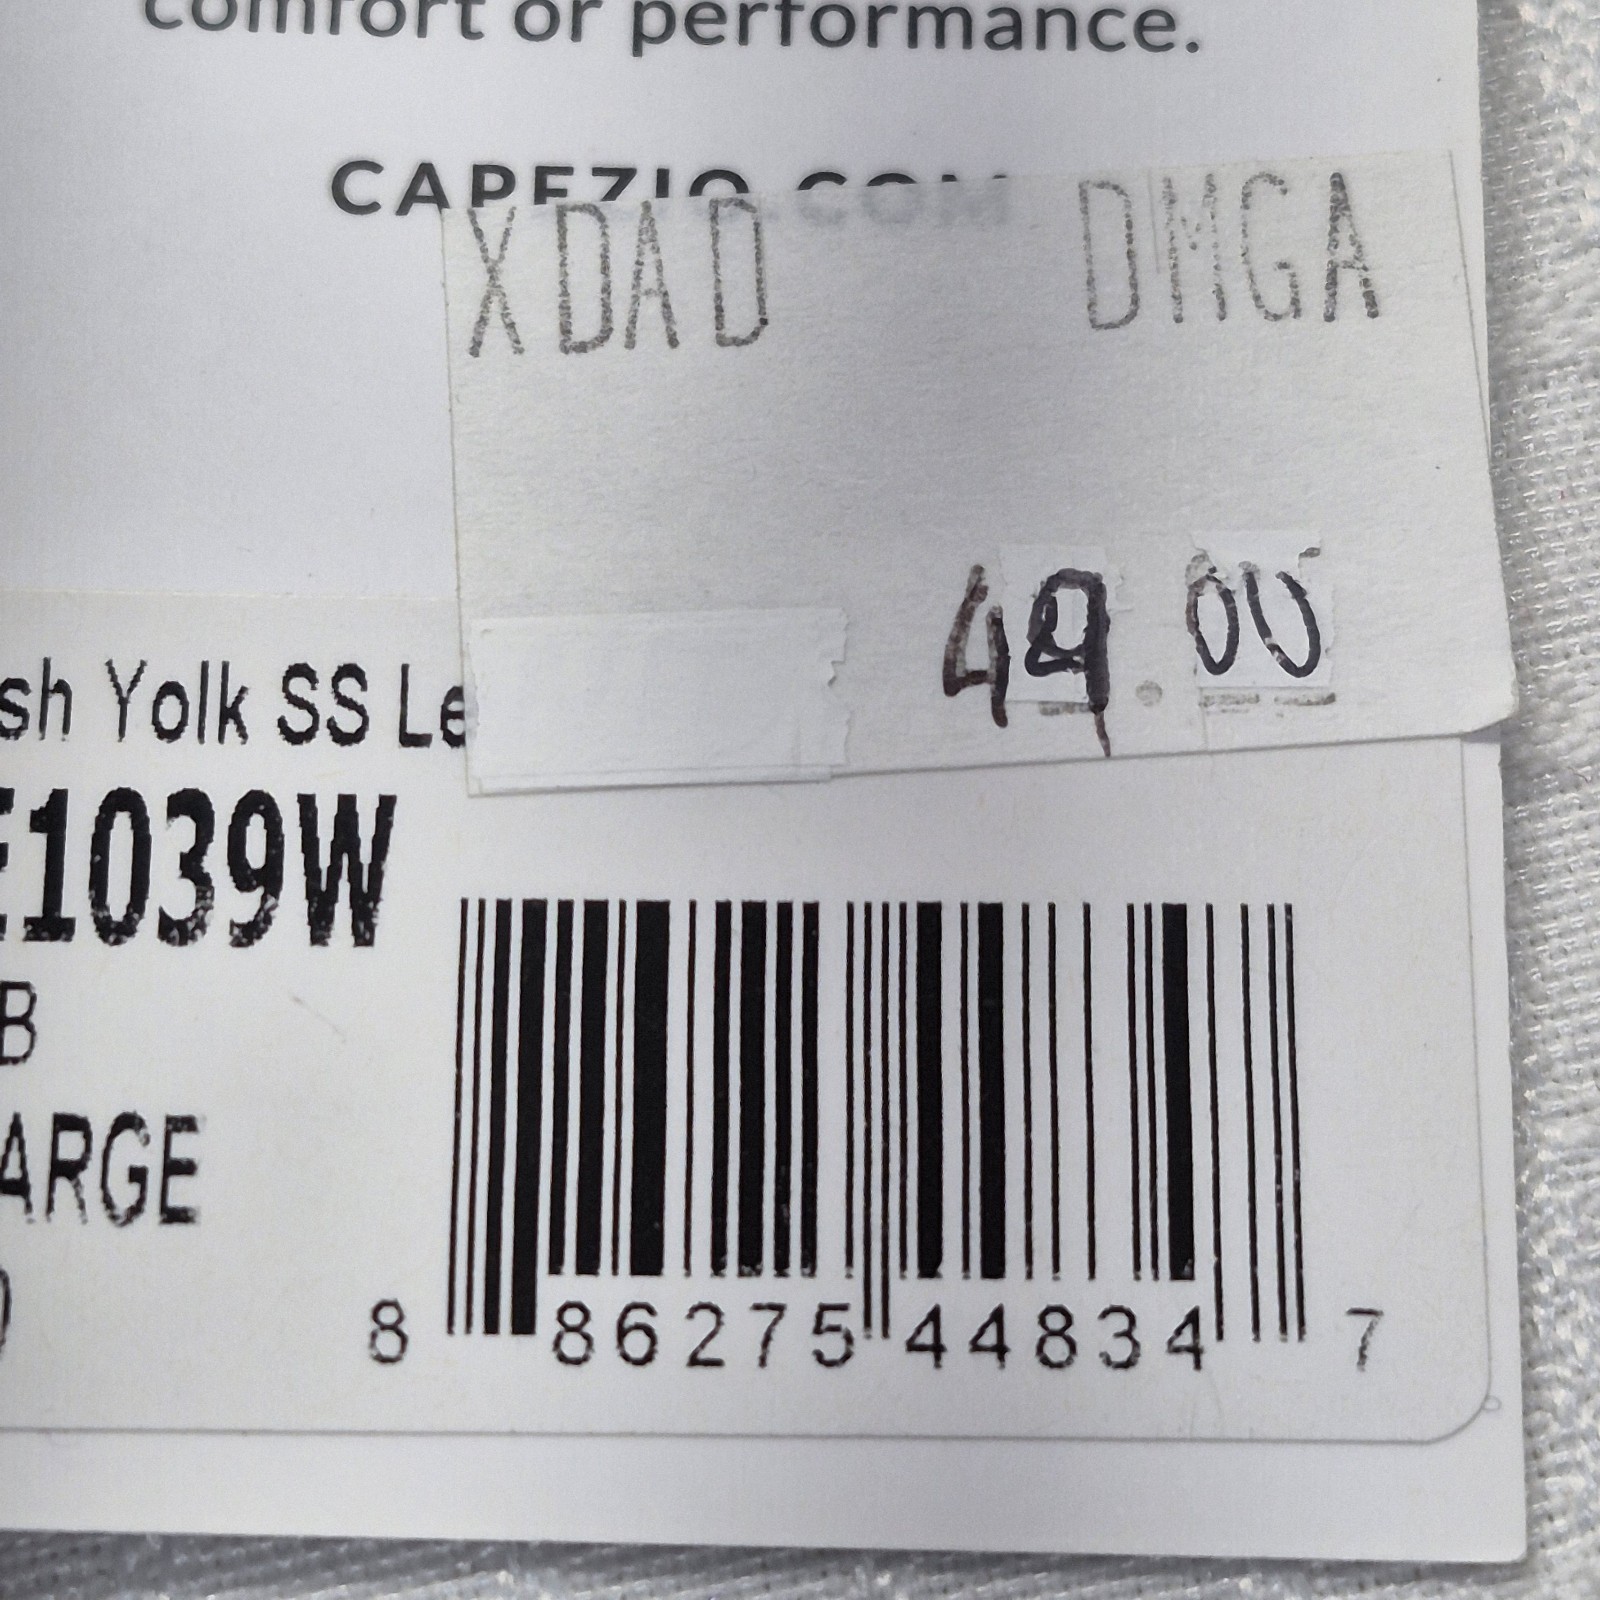 comfort or performance.
CAPEZIO.COM
XDAD DMGA
49.00
sh Yolk SS Le
E1039W
B
ARGE
8 86275 44834 7